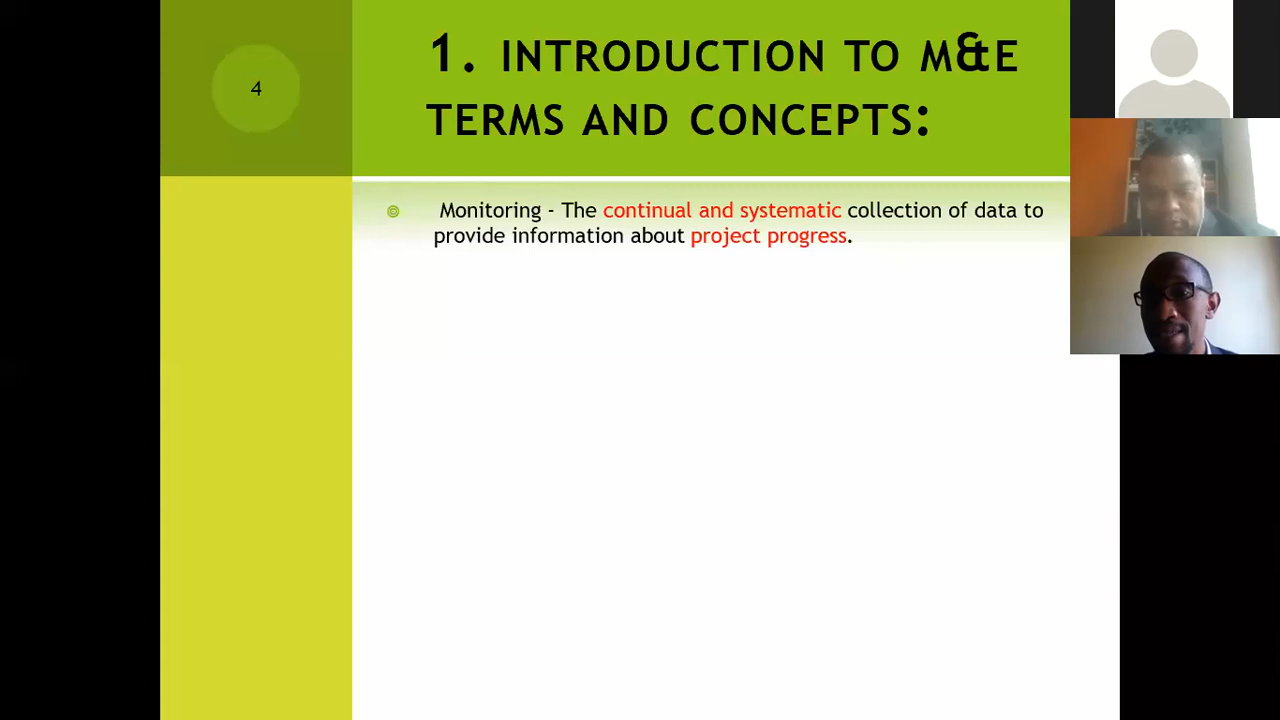 4
1. INTRODUCTION TO M&E
TERMS AND CONCEPTS:
Monitoring - The continual and systematic collection of data to
provide information about project progress.